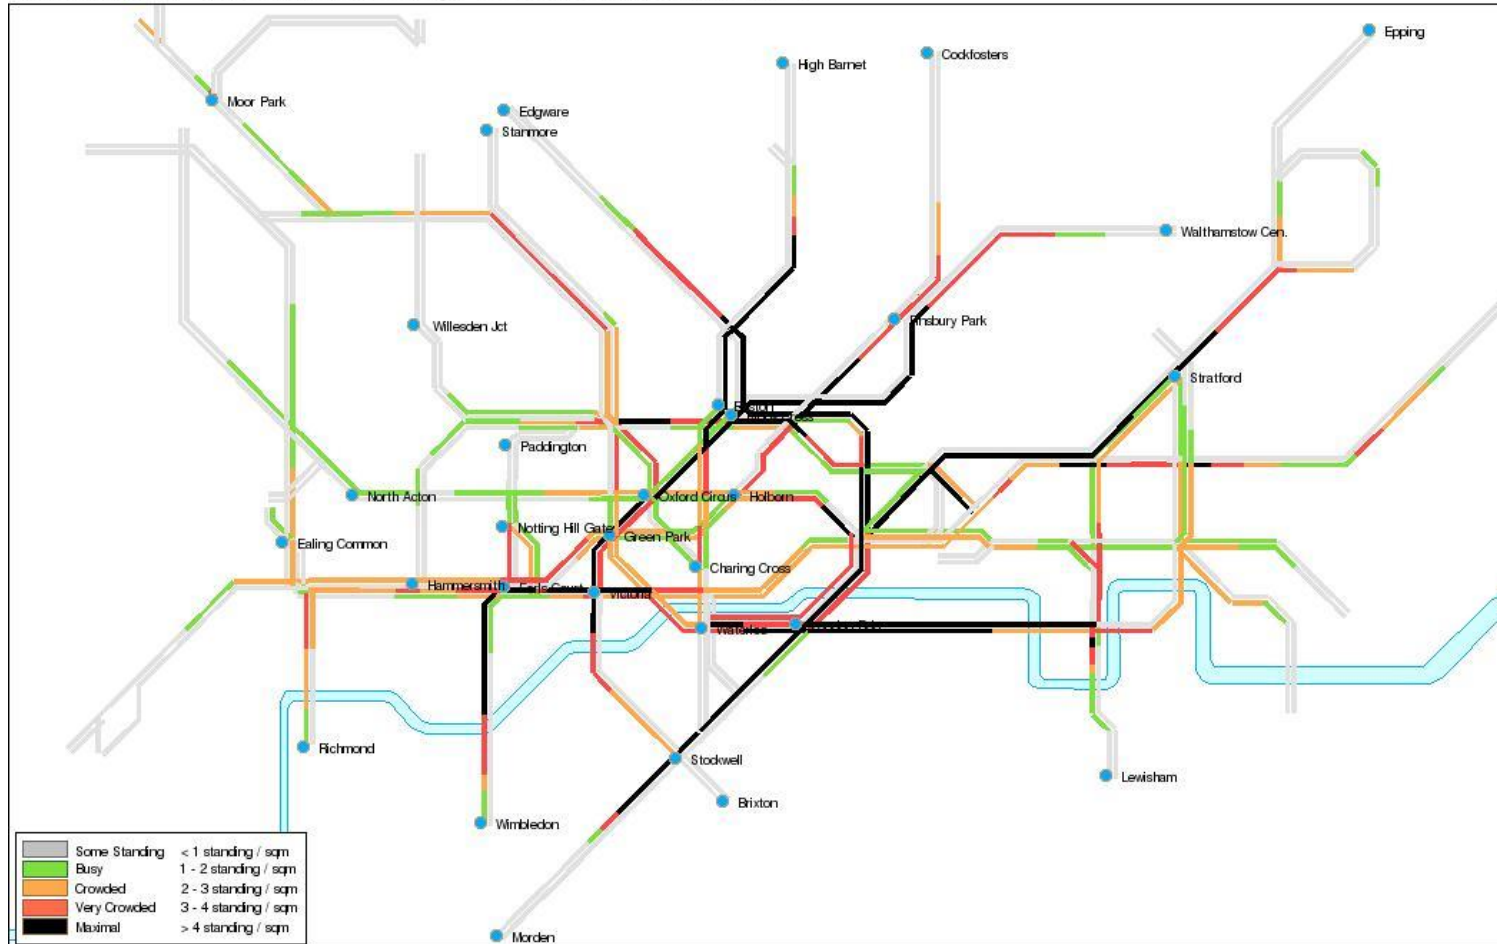 Epping
Cockfosters
High Barnet
Moor Park
Edgware
Stanmore
Walthamstow Cen.
Finsbury Park
Willesden Jct
Stratford
Euston
Paddington
North Acton
Oxford Circus
Holborn
Notting Hill Gate
Green Park
Ealing Common
Charing Cross
Hammersmith
Earls Court
Victoria
Waterloo
Richmond
Stockwell
Lewisham
Brixton
Wimbledon
Morden
Some Standing < 1 standing / sqm
Busy 1 - 2 standing / sqm
Crowded 2 - 3 standing / sqm
Very Crowded 3 - 4 standing / sqm
Maximal > 4 standing / sqm